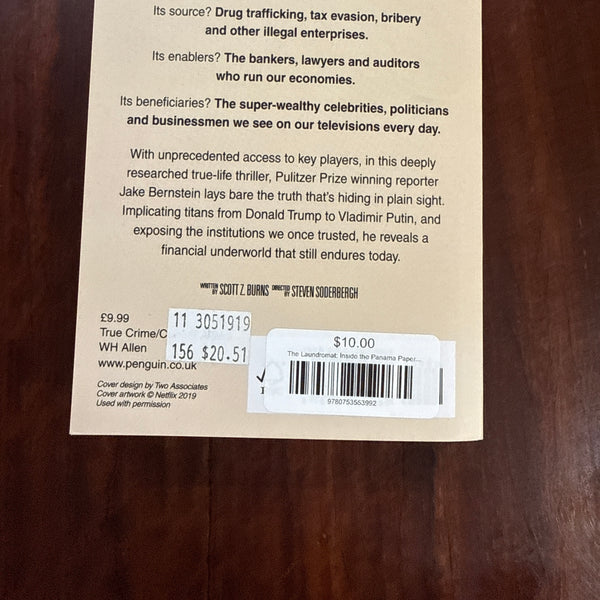 Its source? Drug trafficking, tax evasion, bribery
and other illegal enterprises.
Its enablers? The bankers, lawyers and auditors
who run our economies.
Its beneficiaries? The super-wealthy celebrities, politicians
and businessmen we see on our televisions every day.
With unprecedented access to key players, in this deeply
researched true-life thriller, Pulitzer Prize winning reporter
Jake Bernstein lays bare the truth that's hiding in plain sight.
Implicating titans from Donald Trump to Vladimir Putin, and
exposing the institutions we once trusted, he reveals a
financial underworld that still endures today.
WRITTEN BY SCOTT Z. BURNS DIRECTED BY STEVEN SODERBERGH
£9.99
True Crime/C
WH Allen
www.penguin.co.uk
Cover design by Two Associates
Cover artwork © Netflix 2019
Used with permission
11 3051919
156 $20.51
$10.00
The Laundromat: Inside the Panama Paper...
9780753553992